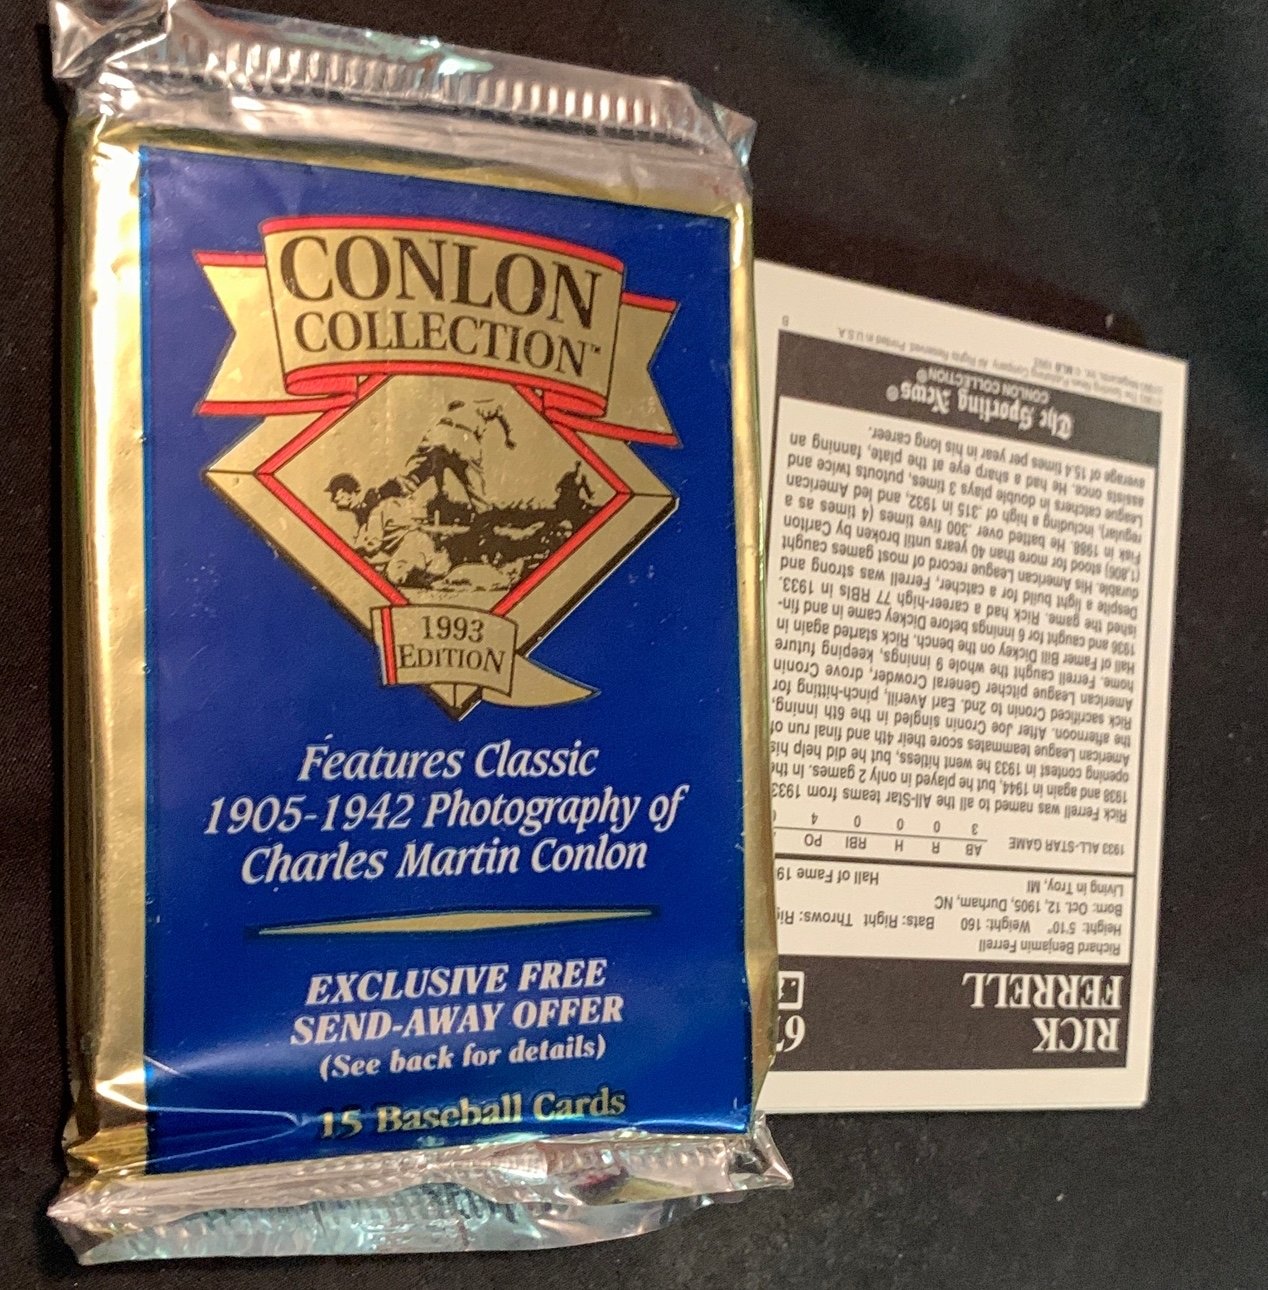 CONLON
COLLECTION™
1993
EDITION
Features Classic
1905-1942 Photography of
Charles Martin Conlon
EXCLUSIVE FREE
SEND-AWAY OFFER
(See back for details)
15 Baseball Cards
RICK
FERRELL
67
Richard Benjamin Ferrell
Height: 5'10" Weight: 160 Bats: Right Throws: Rig
Born: Oct. 12, 1905, Durham, NC
Living in Troy, MI Hall of Fame 19
1933 ALL-STAR GAME AB R H RBI PO
3 0 0 0 4
Rick Ferrell was named to all the All-Star teams from 1933
1938 and again in 1944, but he played in only 2 games. In the
opening contest in 1933 he went hitless, but he did help his
American League teammates score their 4th and final run of
the afternoon. After Joe Cronin singled in the 6th inning,
Rick sacrificed Cronin to 2nd. Earl Averill, pinch-hitting for
American League pitcher General Crowder, drove Cronin
home. Ferrell caught the whole 9 innings, keeping future
Hall of Famer Bill Dickey on the bench. Rick started again in
1936 and caught for 6 innings before Dickey came in and fin-
ished the game. Rick had a career-high 77 RBIs in 1933.
Despite a light build for a catcher, Ferrell was strong and
durable. His American League record of most games caught
(1,806) stood for more than 40 years until broken by Carlton
Fisk in 1988. He batted over .300 five times (4 times as a
regular), including a high of .315 in 1932, and led American
League catchers in double plays 3 times, putouts twice and
assists once. He had a sharp eye at the plate, fanning an
average of 15.4 times per year in his long career.
The Sporting News®
CONLON COLLECTION®
Publishing Company. All Rights Reserved. Printed in U.S.A.
B